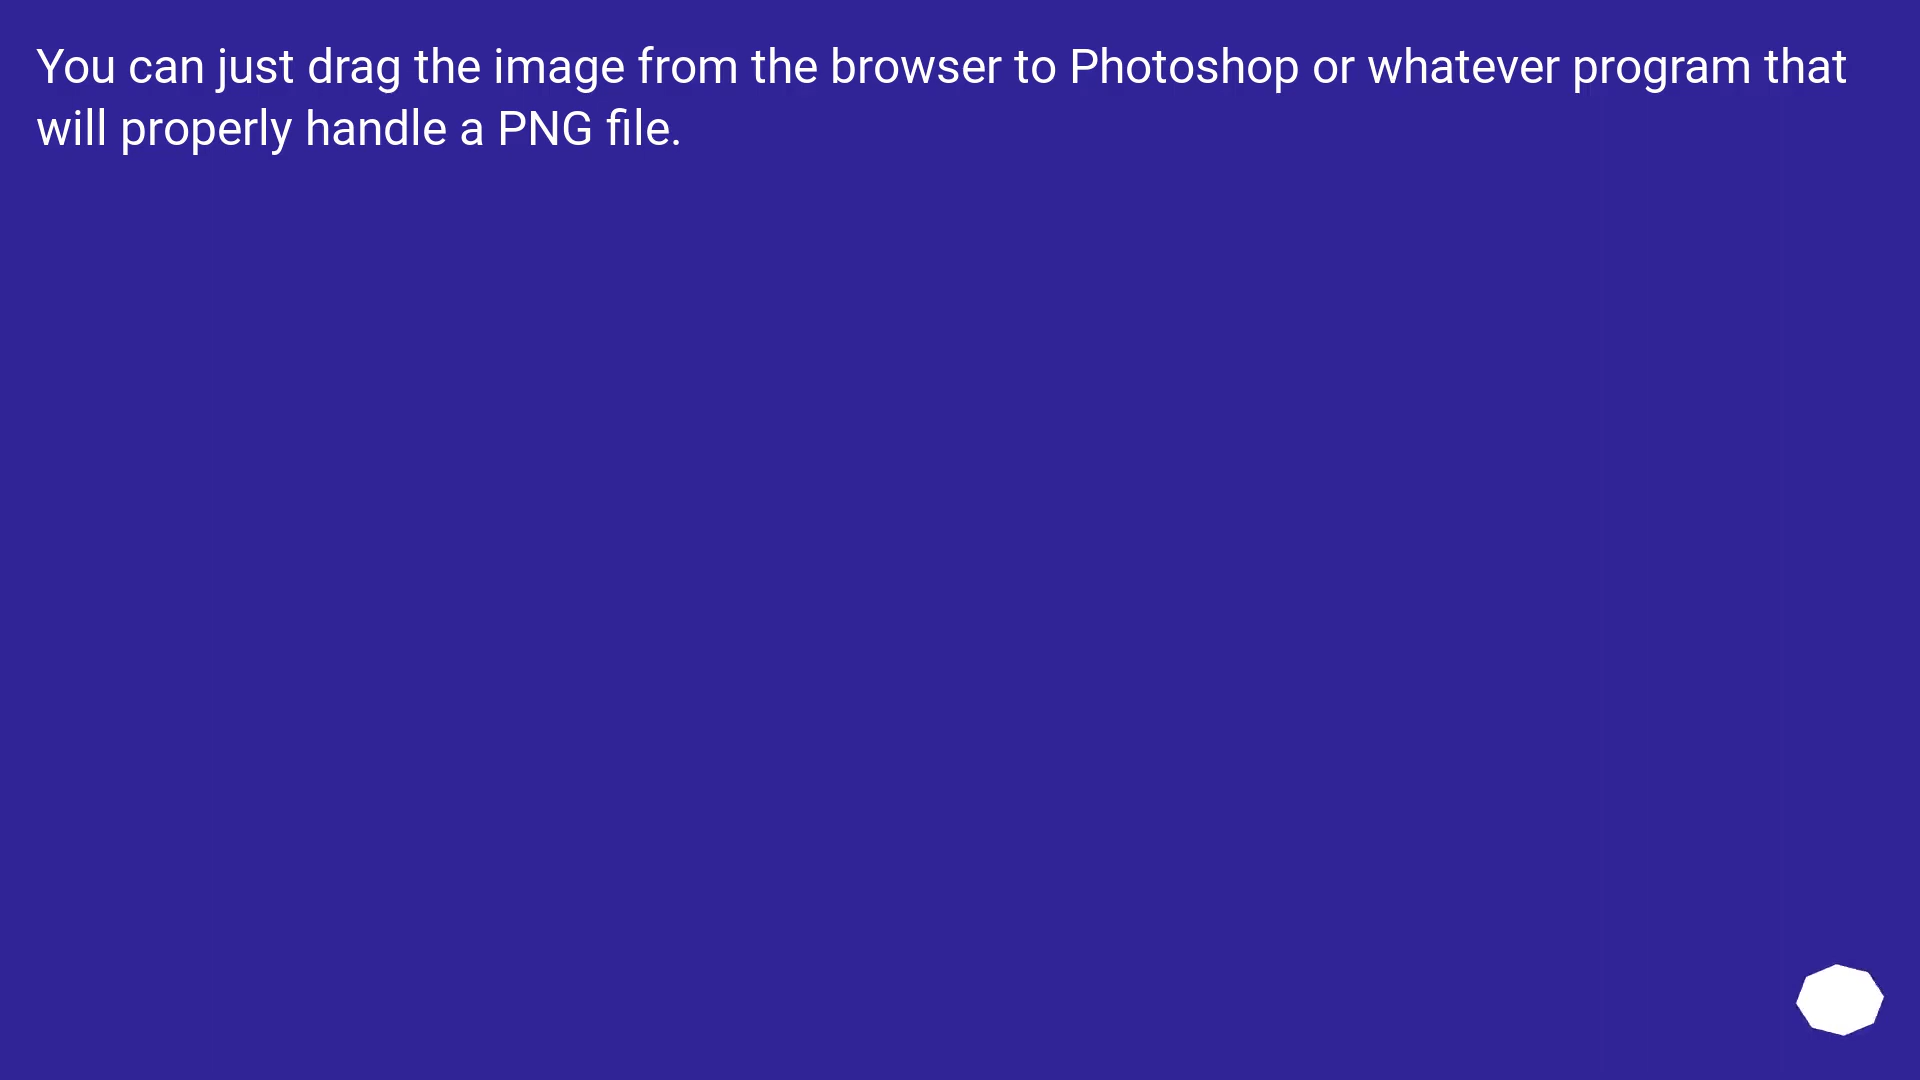 You can just drag the image from the browser to Photoshop or whatever program that
will properly handle a PNG file.